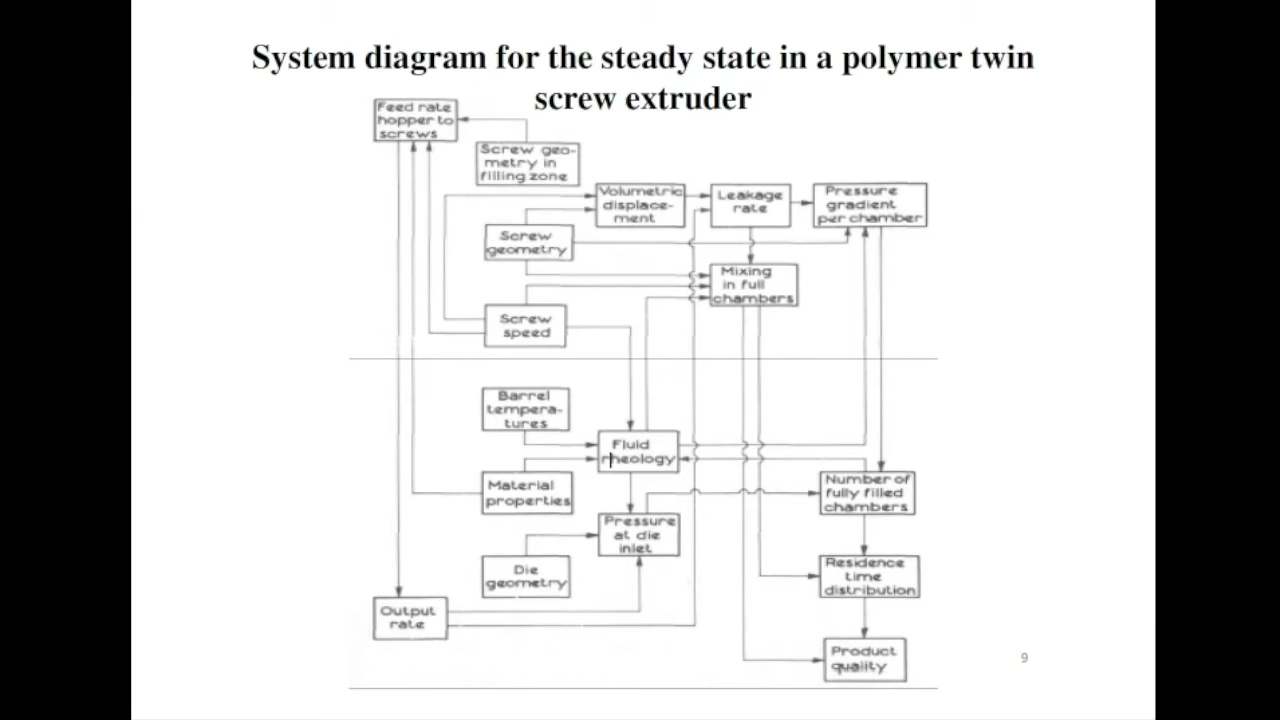 System diagram for the steady state in a polymer twin
screw extruder
Feed rate
hopper to
screws
Screw geo-
metry in
filling zone
Volumetric
displace-
ment
Leakage
rate
Pressure
gradient
per chamber
Screw
geometry
Mixing
in full
chambers
Screw
speed
Barrel
tempera-
tures
Fluid
rheology
Material
properties
Number of
fully filled
chambers
Pressure
at die
inlet
Die
geometry
Residence
time
distribution
Output
rate
Product
quality
9